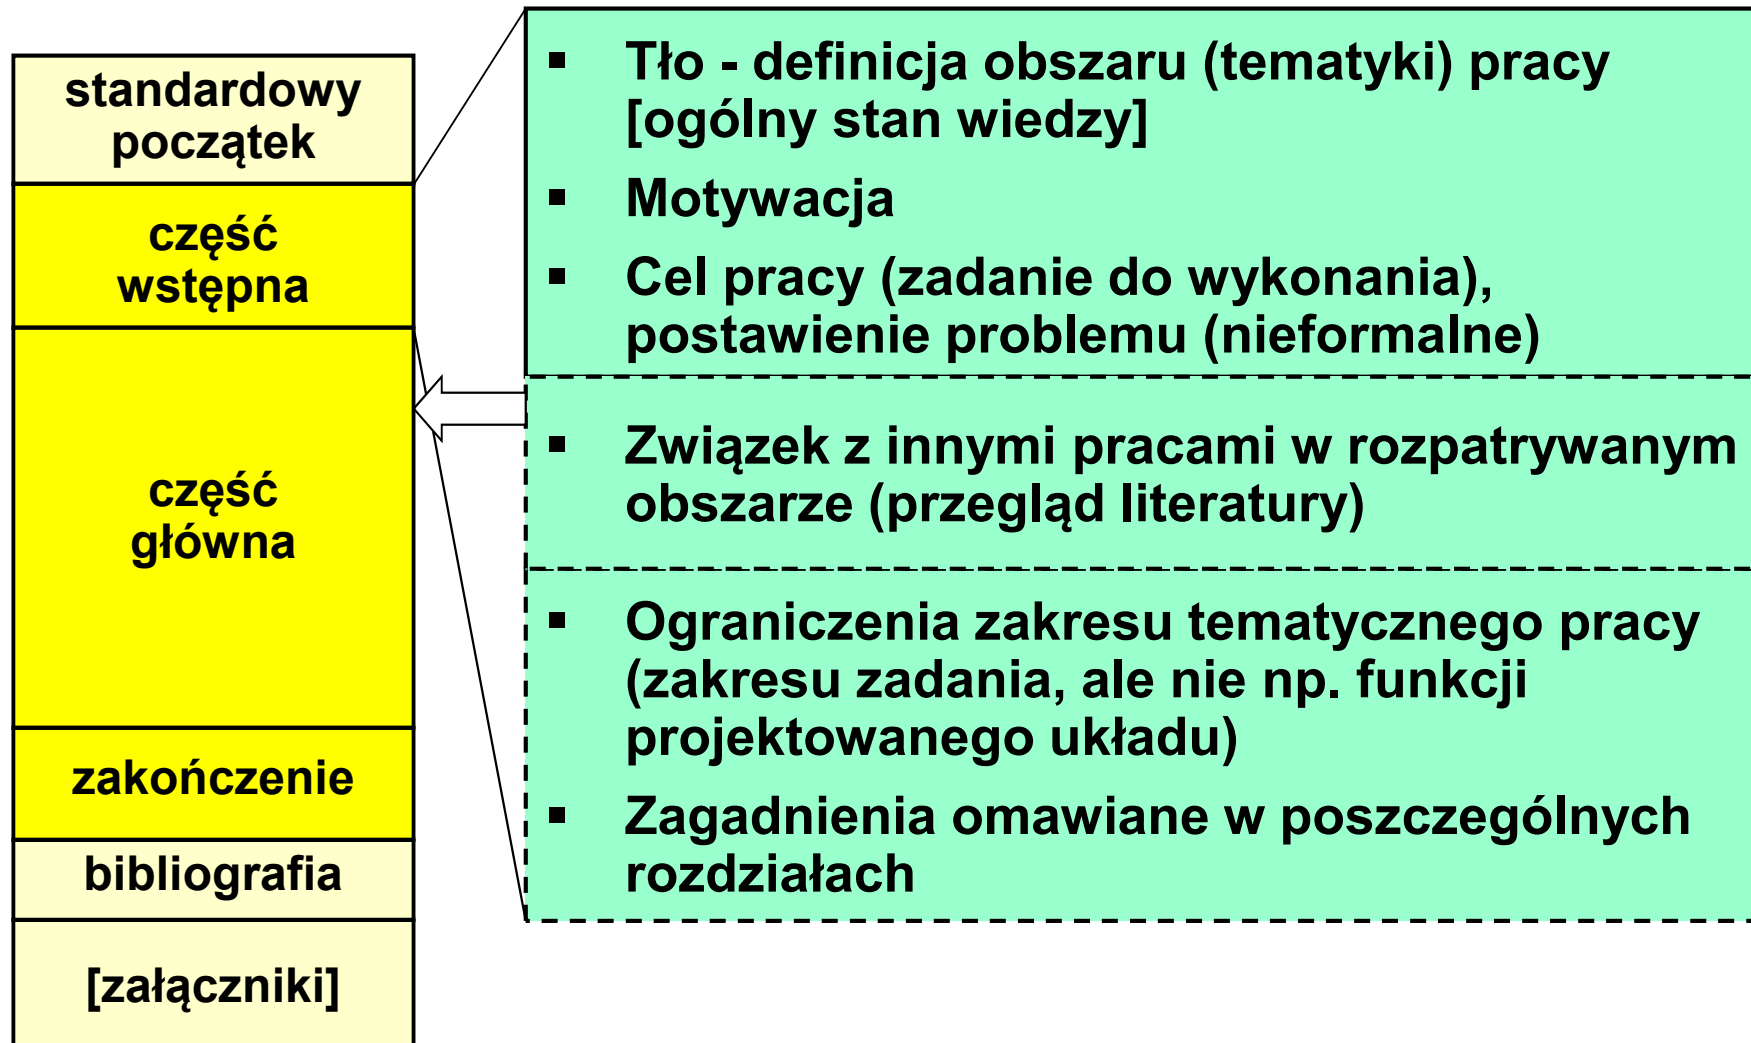 standardowy
początek
część
wstępna
część
główna
zakończenie
bibliografia
[załączniki]
▪ Tło - definicja obszaru (tematyki) pracy
[ogólny stan wiedzy]
▪ Motywacja
▪ Cel pracy (zadanie do wykonania),
postawienie problemu (nieformalne)
▪ Związek z innymi pracami w rozpatrywanym
obszarze (przegląd literatury)
▪ Ograniczenia zakresu tematycznego pracy
(zakresu zadania, ale nie np. funkcji
projektowanego układu)
▪ Zagadnienia omawiane w poszczególnych
rozdziałach